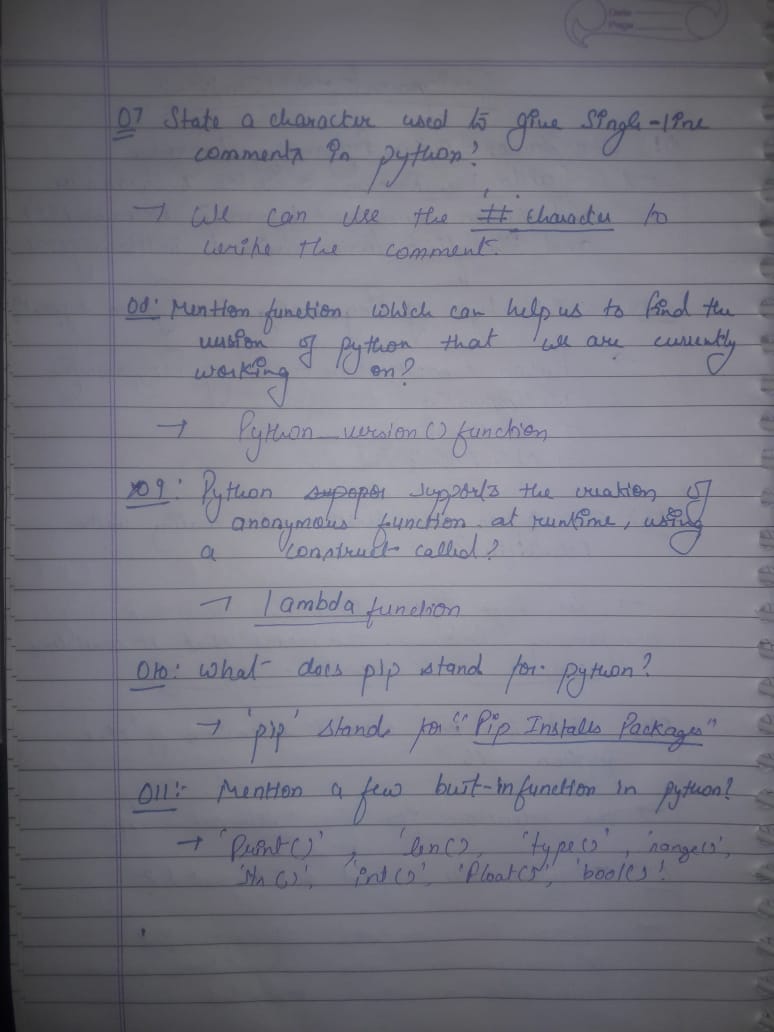 Date
Page
Q7 State a character used to give Single-line
comments in python?
→ We can use the # character to
write the comment.
Q8: Mention function which can help us to find the
version of python that we are currently
working on?
→ Python_version() function
Q9: Python supports the creation of
anonymous function at runtime, using
a construct called?
→ lambda function
Q10: What does pip stand for python?
→ 'pip' stands for "Pip Installs Packages"
Q11:- Mention a few buit-in function in python?
→ 'Print()', 'len(), 'type()', 'range()',
'str()', 'int()', 'float()', 'bool()'